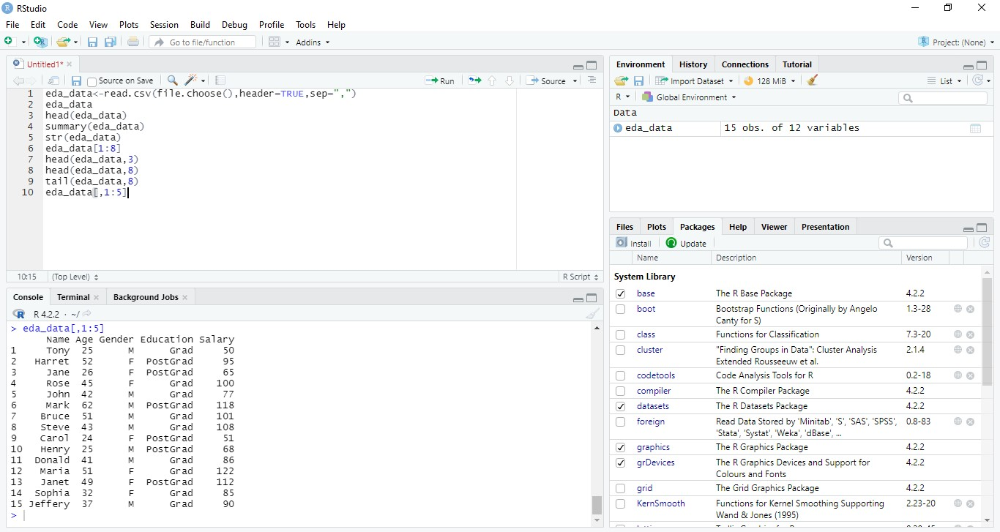 RStudio
File Edit Code View Plots Session Build Debug Profile Tools Help
Go to file/function Addins Project: (None)
Untitled1*
Source on Save Run Source
1 eda_data<-read.csv(file.choose(),header=TRUE,sep=",")
2 eda_data
3 head(eda_data)
4 summary(eda_data)
5 str(eda_data)
6 eda_data[1:8]
7 head(eda_data,3)
8 head(eda_data,8)
9 tail(eda_data,8)
10 eda_data[,1:5]
10:15 (Top Level) R Script
Console Terminal Background Jobs
R 4.2.2 · ~/
> eda_data[,1:5]
Name Age Gender Education Salary
1 Tony 25 M Grad 50
2 Harret 52 F PostGrad 95
3 Jane 26 F PostGrad 65
4 Rose 45 F Grad 100
5 John 42 M Grad 77
6 Mark 62 M PostGrad 118
7 Bruce 51 M Grad 101
8 Steve 43 M Grad 108
9 Carol 24 F PostGrad 51
10 Henry 25 M PostGrad 68
11 Donald 41 M Grad 86
12 Maria 51 F Grad 122
13 Janet 49 F PostGrad 112
14 Sophia 32 F Grad 85
15 Jeffery 37 M Grad 90
>
Environment History Connections Tutorial
Import Dataset 128 MiB List
R Global Environment
Data
eda_data 15 obs. of 12 variables
Files Plots Packages Help Viewer Presentation
Install Update
Name Description Version
System Library
base The R Base Package 4.2.2
boot Bootstrap Functions (Originally by Angelo 1.3-28
Canty for S)
class Functions for Classification 7.3-20
cluster "Finding Groups in Data": Cluster Analysis 2.1.4
Extended Rousseeuw et al.
codetools Code Analysis Tools for R 0.2-18
compiler The R Compiler Package 4.2.2
datasets The R Datasets Package 4.2.2
foreign Read Data Stored by 'Minitab', 'S', 'SAS', 'SPSS', 0.8-83
'Stata', 'Systat', 'Weka', 'dBase', ...
graphics The R Graphics Package 4.2.2
grDevices The R Graphics Devices and Support for 4.2.2
Colours and Fonts
grid The Grid Graphics Package 4.2.2
KernSmooth Functions for Kernel Smoothing Supporting 2.23-20
Wand & Jones (1995)